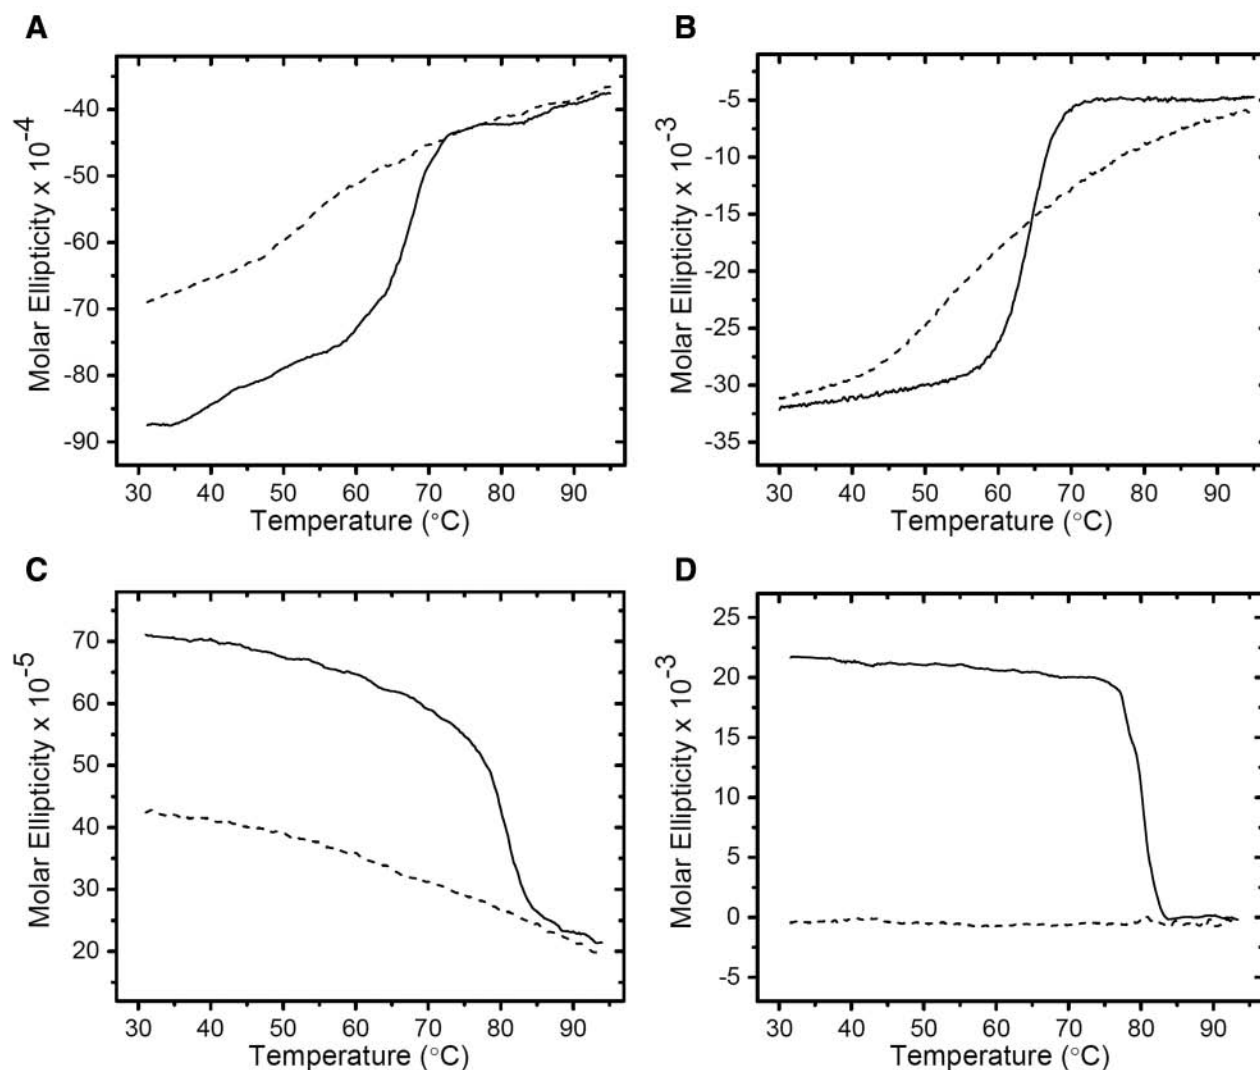 A
Molar Ellipticity x 10-4
-40
-50
-60
-70
-80
-90
30 40 50 60 70 80 90
Temperature (°C)
B
Molar Ellipticity x 10-3
-5
-10
-15
-20
-25
-30
-35
30 40 50 60 70 80 90
Temperature (°C)
C
Molar Ellipticity x 10-5
70
60
50
40
30
20
30 40 50 60 70 80 90
Temperature (°C)
D
Molar Ellipticity x 10-3
25
20
15
10
5
0
-5
30 40 50 60 70 80 90
Temperature (°C)